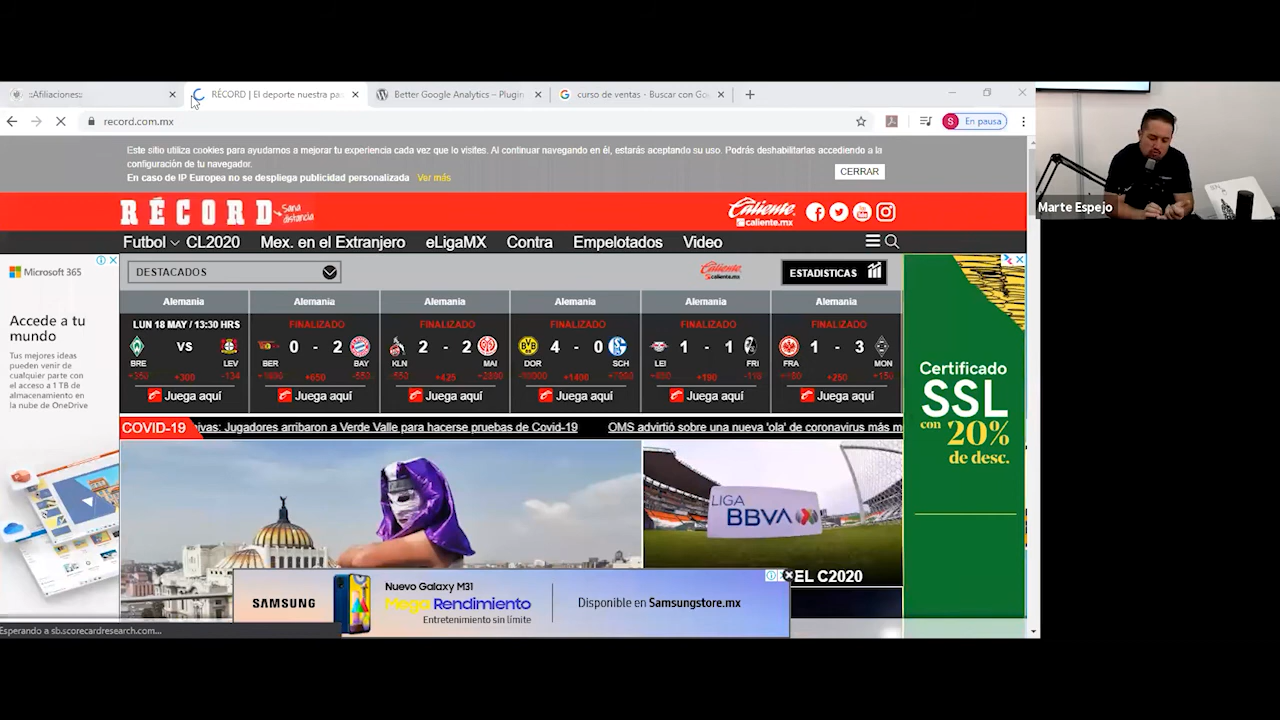 ::Afiliaciones::
RÉCORD | El deporte nuestra pa
Better Google Analytics – Plugin
curso de ventas - Buscar con Go
record.com.mx
S
En pausa
Este sitio utiliza cookies para ayudarnos a mejorar tu experiencia cada vez que lo visites. Al continuar navegando en él, estarás aceptando su uso. Podrás deshabilitarlas accediendo a la
configuración de tu navegador.
En caso de IP Europea no se despliega publicidad personalizada Ver más
CERRAR
RÉCORD
Sana
distancia
Caliente
caliente.mx
Futbol CL2020 Mex. en el Extranjero eLigaMX Contra Empelotados Video
Microsoft 365
Accede a tu
mundo
Tus mejores ideas
pueden venir de
cualquier parte con
el acceso a 1 TB de
almacenamiento en
la nube de OneDrive
DESTACADOS
Caliente
ESTADISTICAS
Alemania
LUN 18 MAY / 13:30 HRS
VS
BRE LEV
+350 +300 -134
Juega aquí
Alemania
FINALIZADO
0 - 2
BER BAY
+650
Juega aquí
Alemania
FINALIZADO
2 - 2
KLN MAI
+425
Juega aquí
Alemania
FINALIZADO
4 - 0
DOR SCH
+1400
Juega aquí
Alemania
FINALIZADO
1 - 1
LEI FRI
Juega aquí
Alemania
FINALIZADO
1 - 3
FRA MON
+250
Juega aquí
COVID-19
ivas: Jugadores arribaron a Verde Valle para hacerse pruebas de Covid-19
OMS advirtió sobre una nueva 'ola' de coronavirus más m
LIGA
BBVA
EL C2020
Certificado
SSL
con 20%
de desc.
SAMSUNG
Nuevo Galaxy M31
Mega Rendimiento
Entretenimiento sin límite
Disponible en Samsungstore.mx
Esperando a sb.scorecardresearch.com...
Marte Espejo